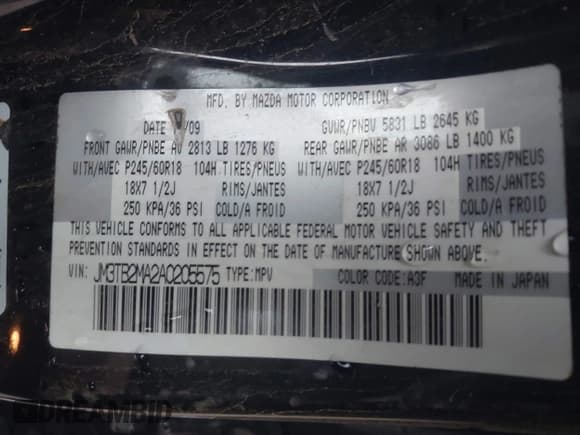 MFD. BY MAZDA MOTOR CORPORATION
DATE /09 GVWR/PNBV 5831 LB 2645 KG
FRONT GAWR/PNBE AV 2813 LB 1276 KG REAR GAWR/PNBE AR 3086 LB 1400 KG
WITH/AVEC P245/60R18 104H TIRES/PNEUS WITH/AVEC P245/60R18 104H TIRES/PNEUS
18X7 1/2J RIMS/JANTES 18X7 1/2J RIMS/JANTES
250 KPA/36 PSI COLD/A FROID 250 KPA/36 PSI COLD/A FROID
THIS VEHICLE CONFORMS TO ALL APPLICABLE FEDERAL MOTOR VEHICLE SAFETY AND THEFT
PREVENTION STANDARDS IN EFFECT ON THE DATE OF MANUFACTURE SHOWN ABOVE.
VIN: JM3TB2MA2A0205575 TYPE:MPV COLOR CODE: A3F MADE IN JAPAN
DREAMBID